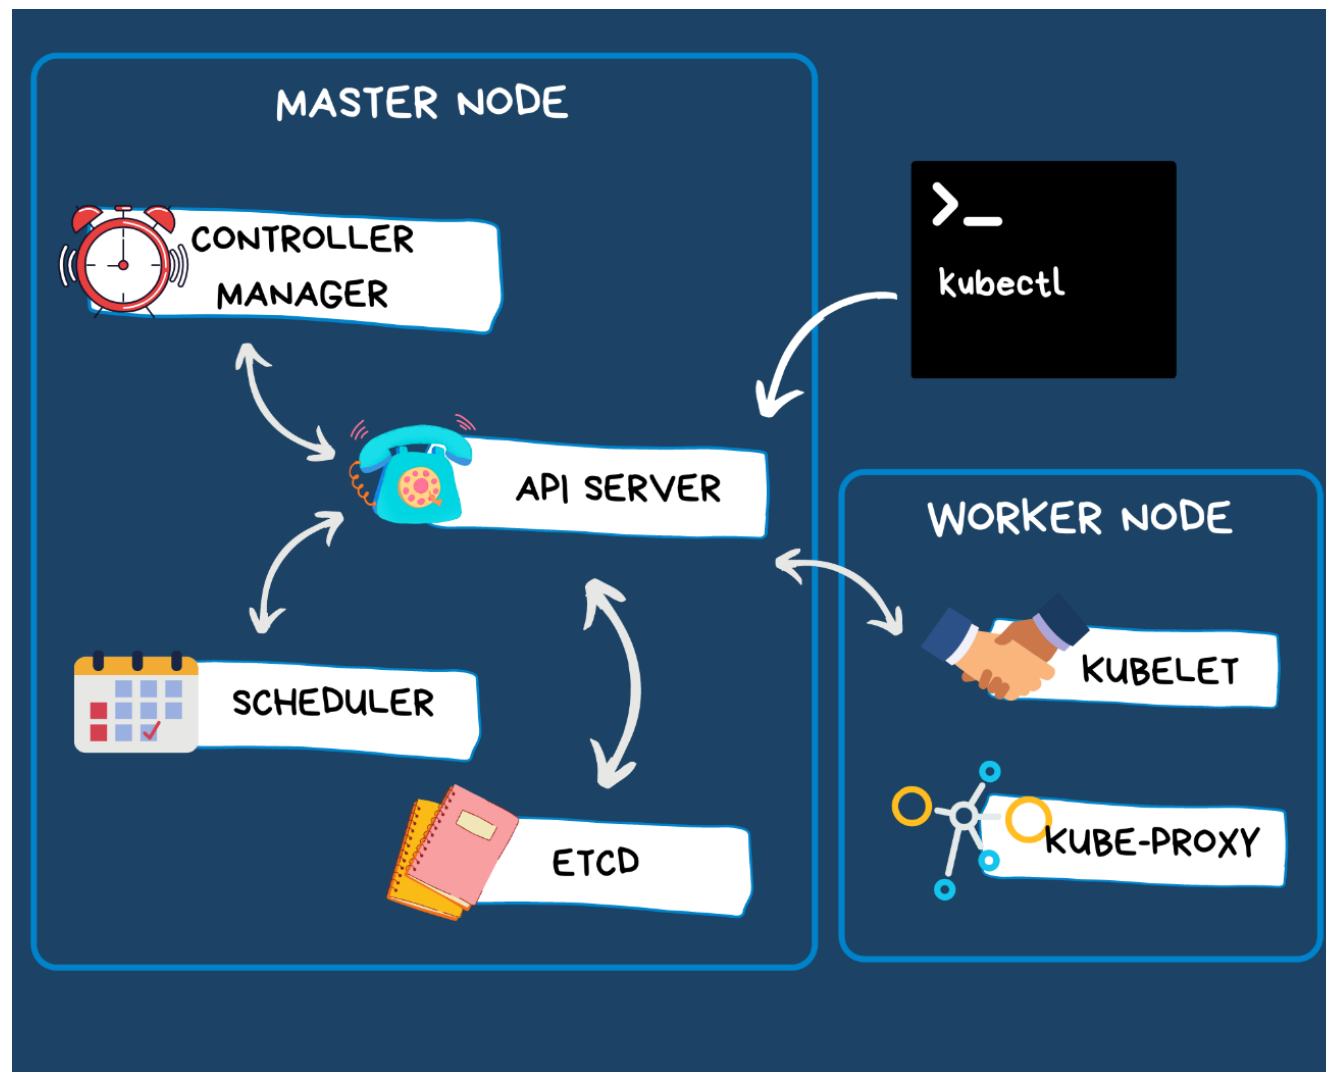 MASTER NODE
CONTROLLER
MANAGER
>_
kubectl
API SERVER
WORKER NODE
KUBELET
SCHEDULER
KUBE-PROXY
ETCD